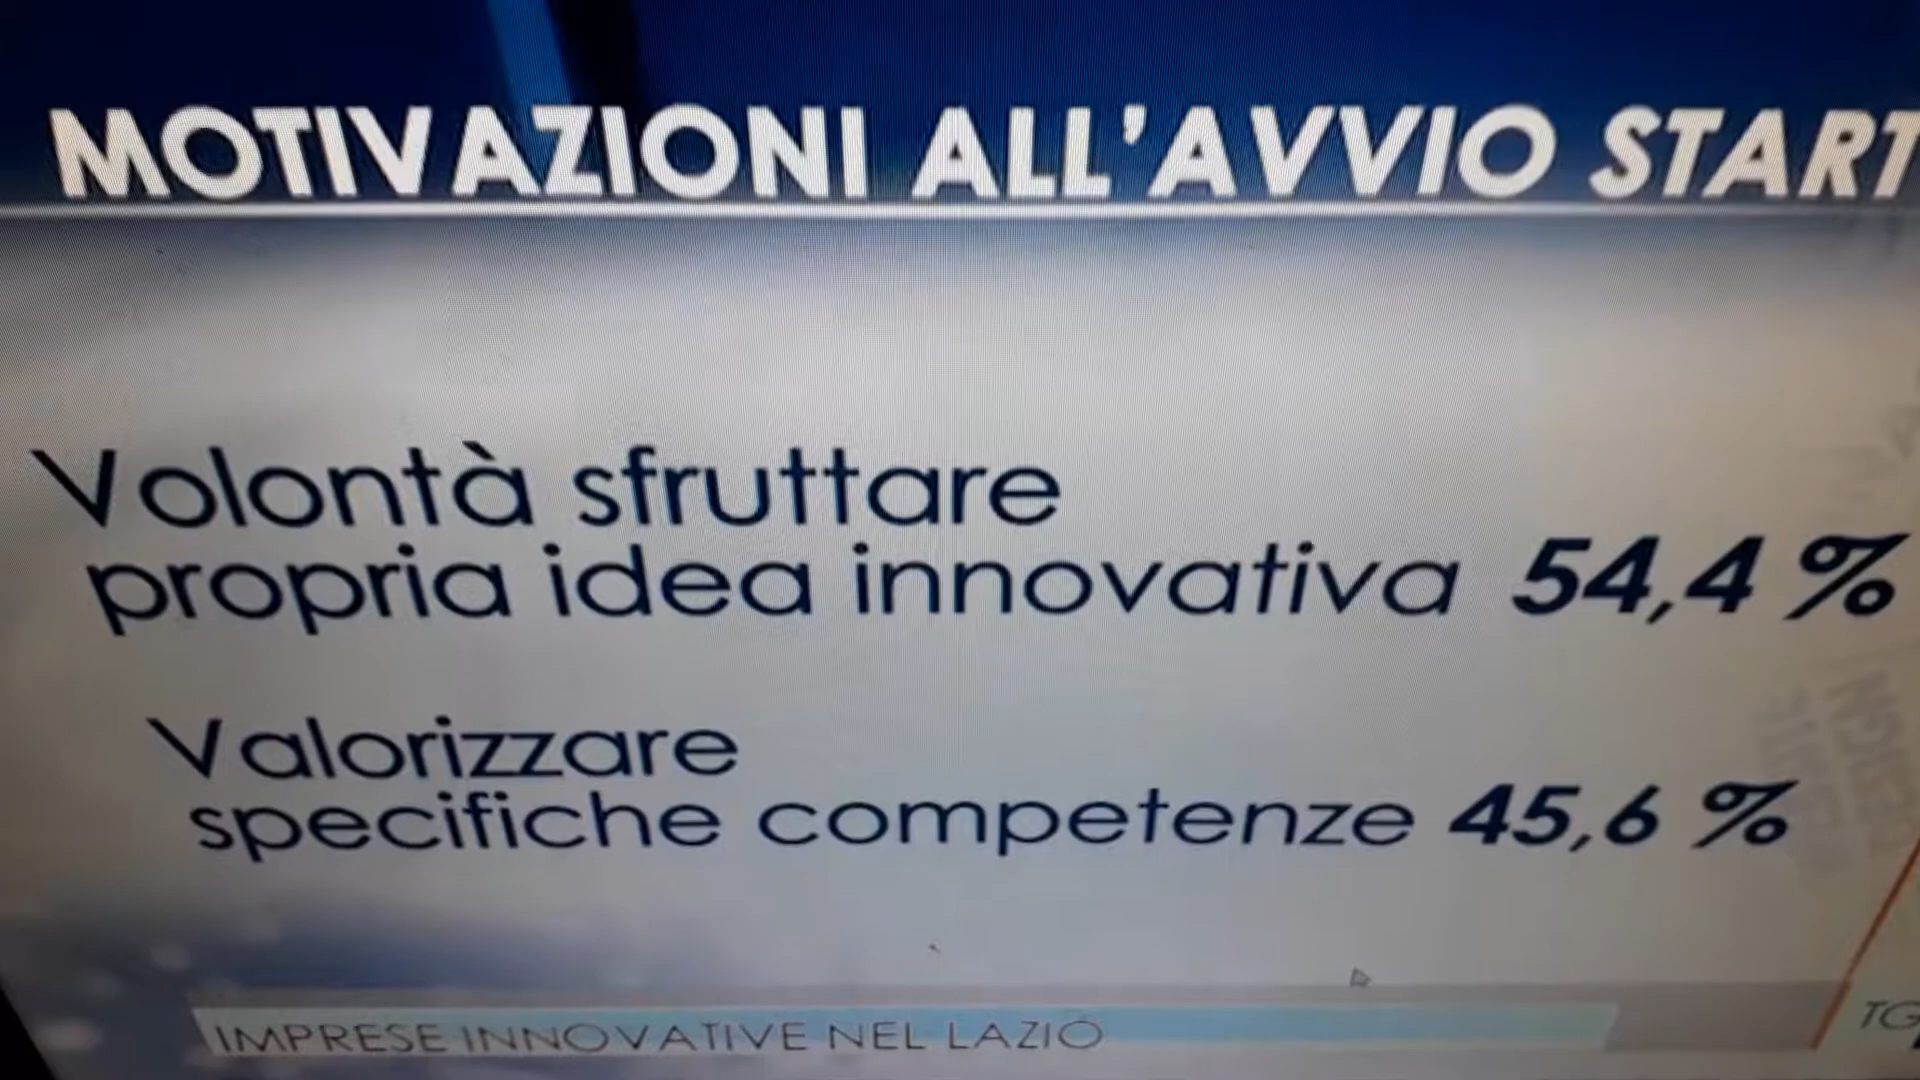 MOTIVAZIONI ALL'AVVIO START
Volontà sfruttare
propria idea innovativa 54,4 %
Valorizzare
specifiche competenze 45,6 %
IMPRESE INNOVATIVE NEL LAZIO
TG